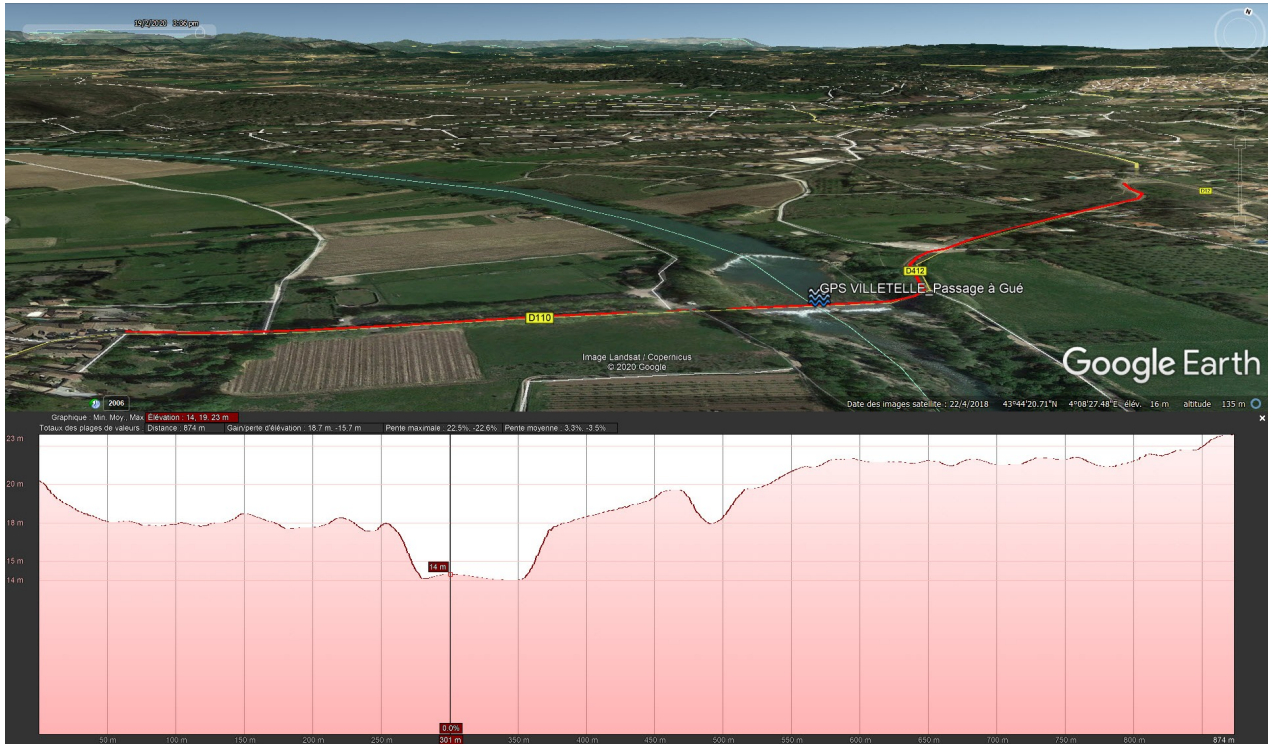 19/2/2020 3:36 pm
N
D12
D412
GPS VILLETELLE_Passage à Gué
D110
Image Landsat / Copernicus
© 2020 Google
Google Earth
2006
Date des images satellite : 22/4/2018 43°44'20.71"N 4°08'27.48"E élév. 16 m altitude 135 m
Graphique : Min. Moy.. Max Élévation : 14, 19, 23 m
Totaux des plages de valeurs : Distance : 874 m Gain/perte d'élévation : 18.7 m, -15.7 m Pente maximale : 22.5%, -22.6% Pente moyenne : 3.3%, -3.5%
23 m
20 m
18 m
15 m
14 m
14 m
0.0%
50 m 100 m 150 m 200 m 250 m 301 m 350 m 400 m 450 m 500 m 550 m 600 m 650 m 700 m 750 m 800 m 874 m